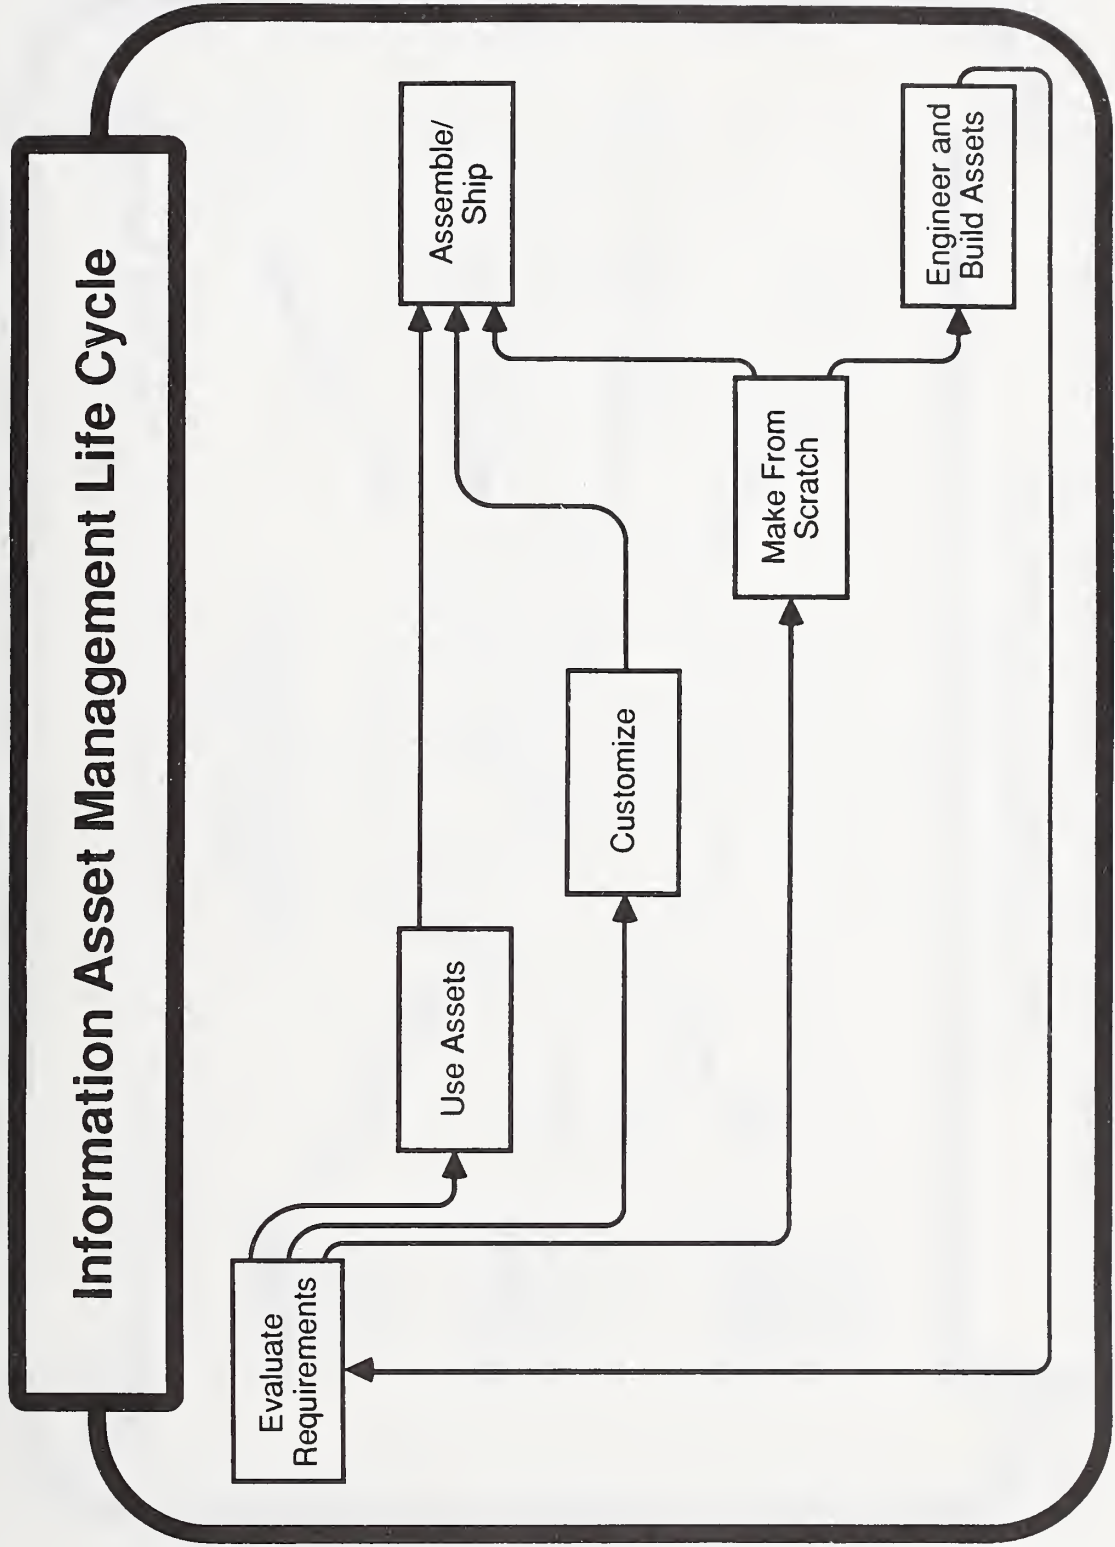 Information Asset Management Life Cycle
Evaluate
Requirements
Use Assets
Customize
Make From
Scratch
Assemble/
Ship
Engineer and
Build Assets